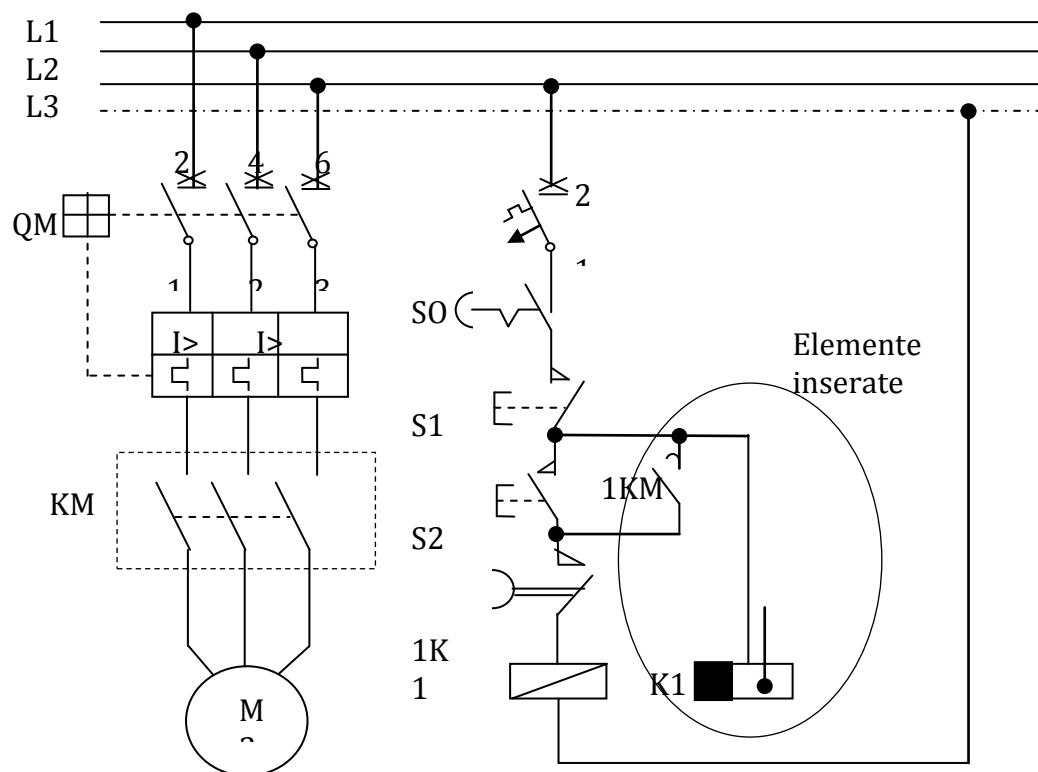 L1
L2
L3
2 4 6
2
QM
1
SO
I> I>
Elemente
inserate
S1
1KM
KM
S2
1K
1
K1
M